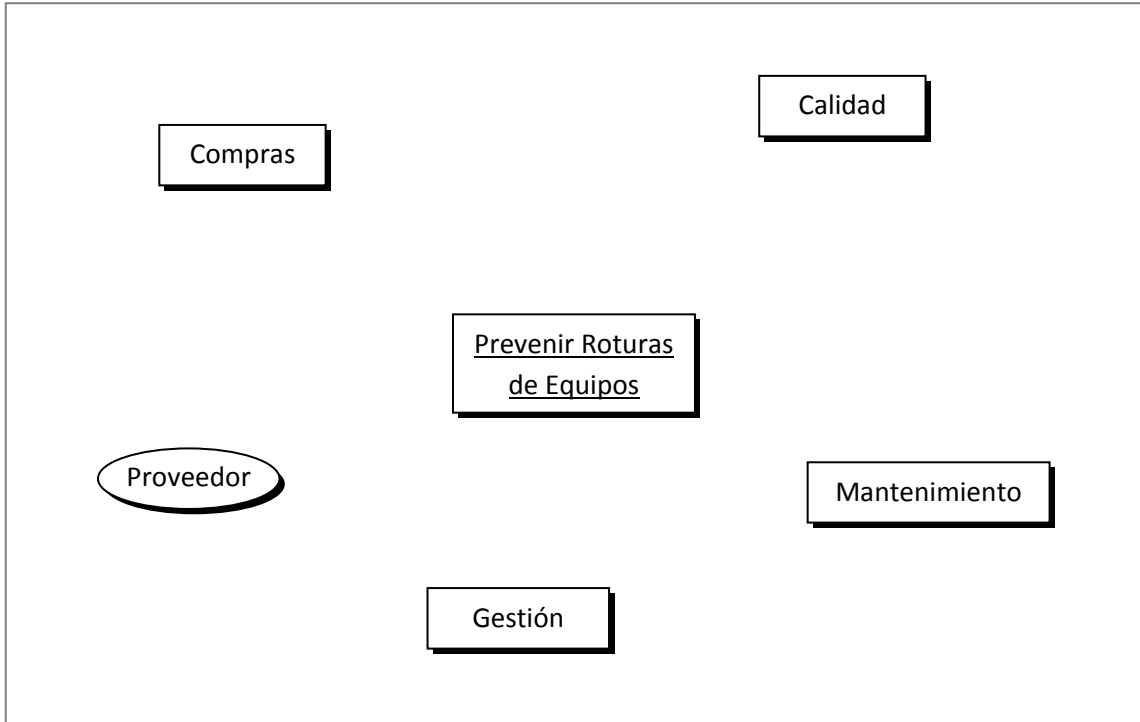 Calidad
Compras
Prevenir Roturas
de Equipos
Proveedor
Mantenimiento
Gestión